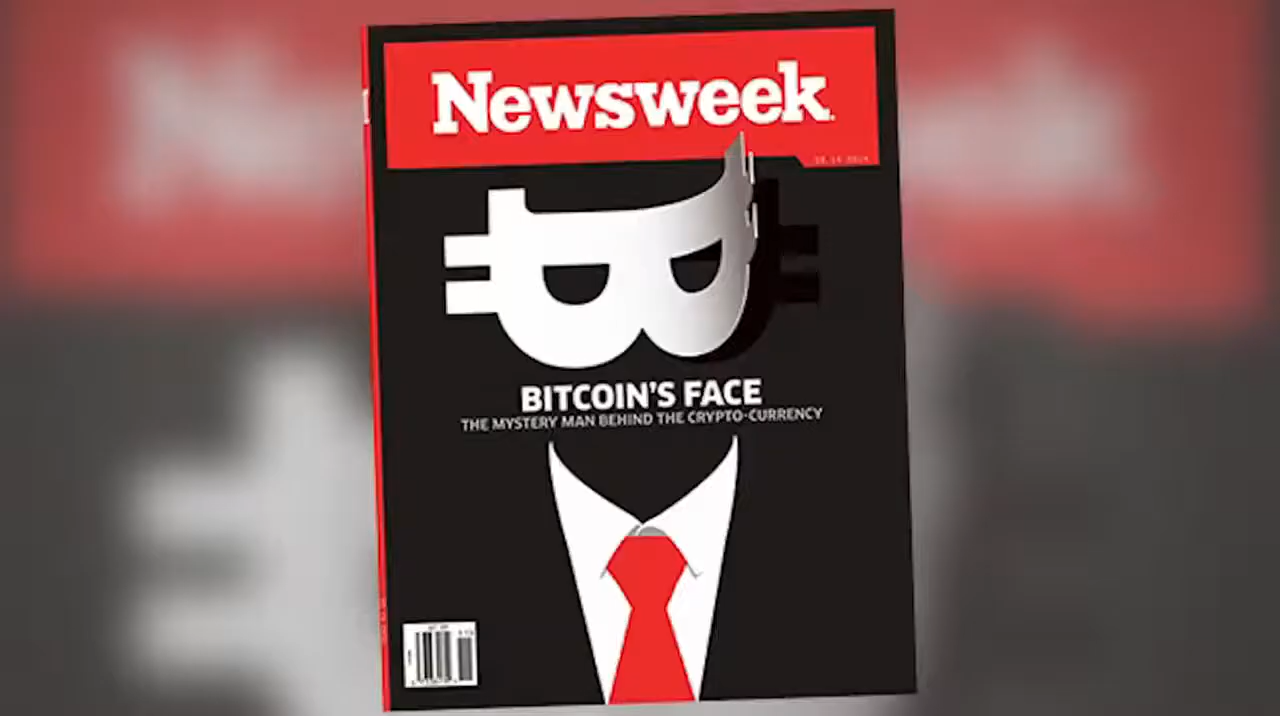 Newsweek
BITCOIN'S FACE
THE MYSTERY MAN BEHIND THE CRYPTO-CURRENCY